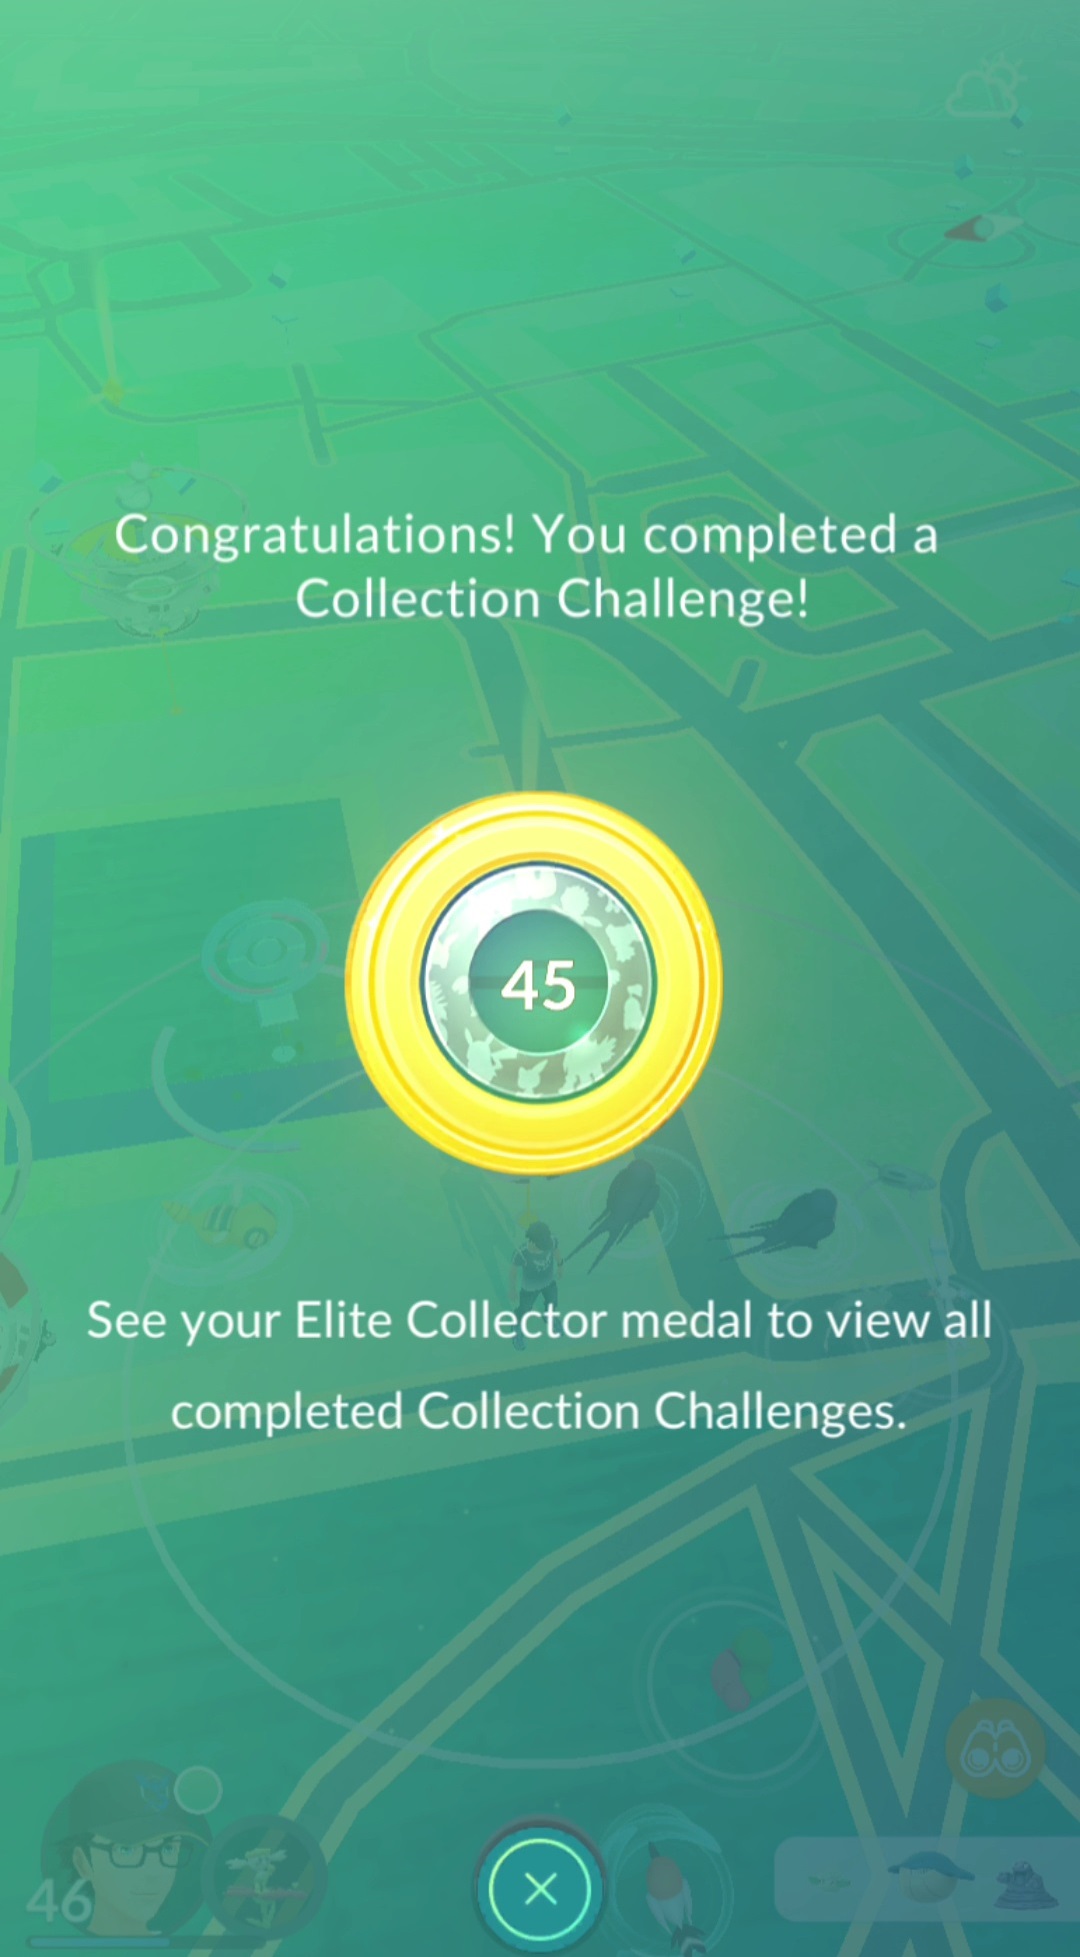 Congratulations! You completed a
Collection Challenge!
45
See your Elite Collector medal to view all
completed Collection Challenges.
46